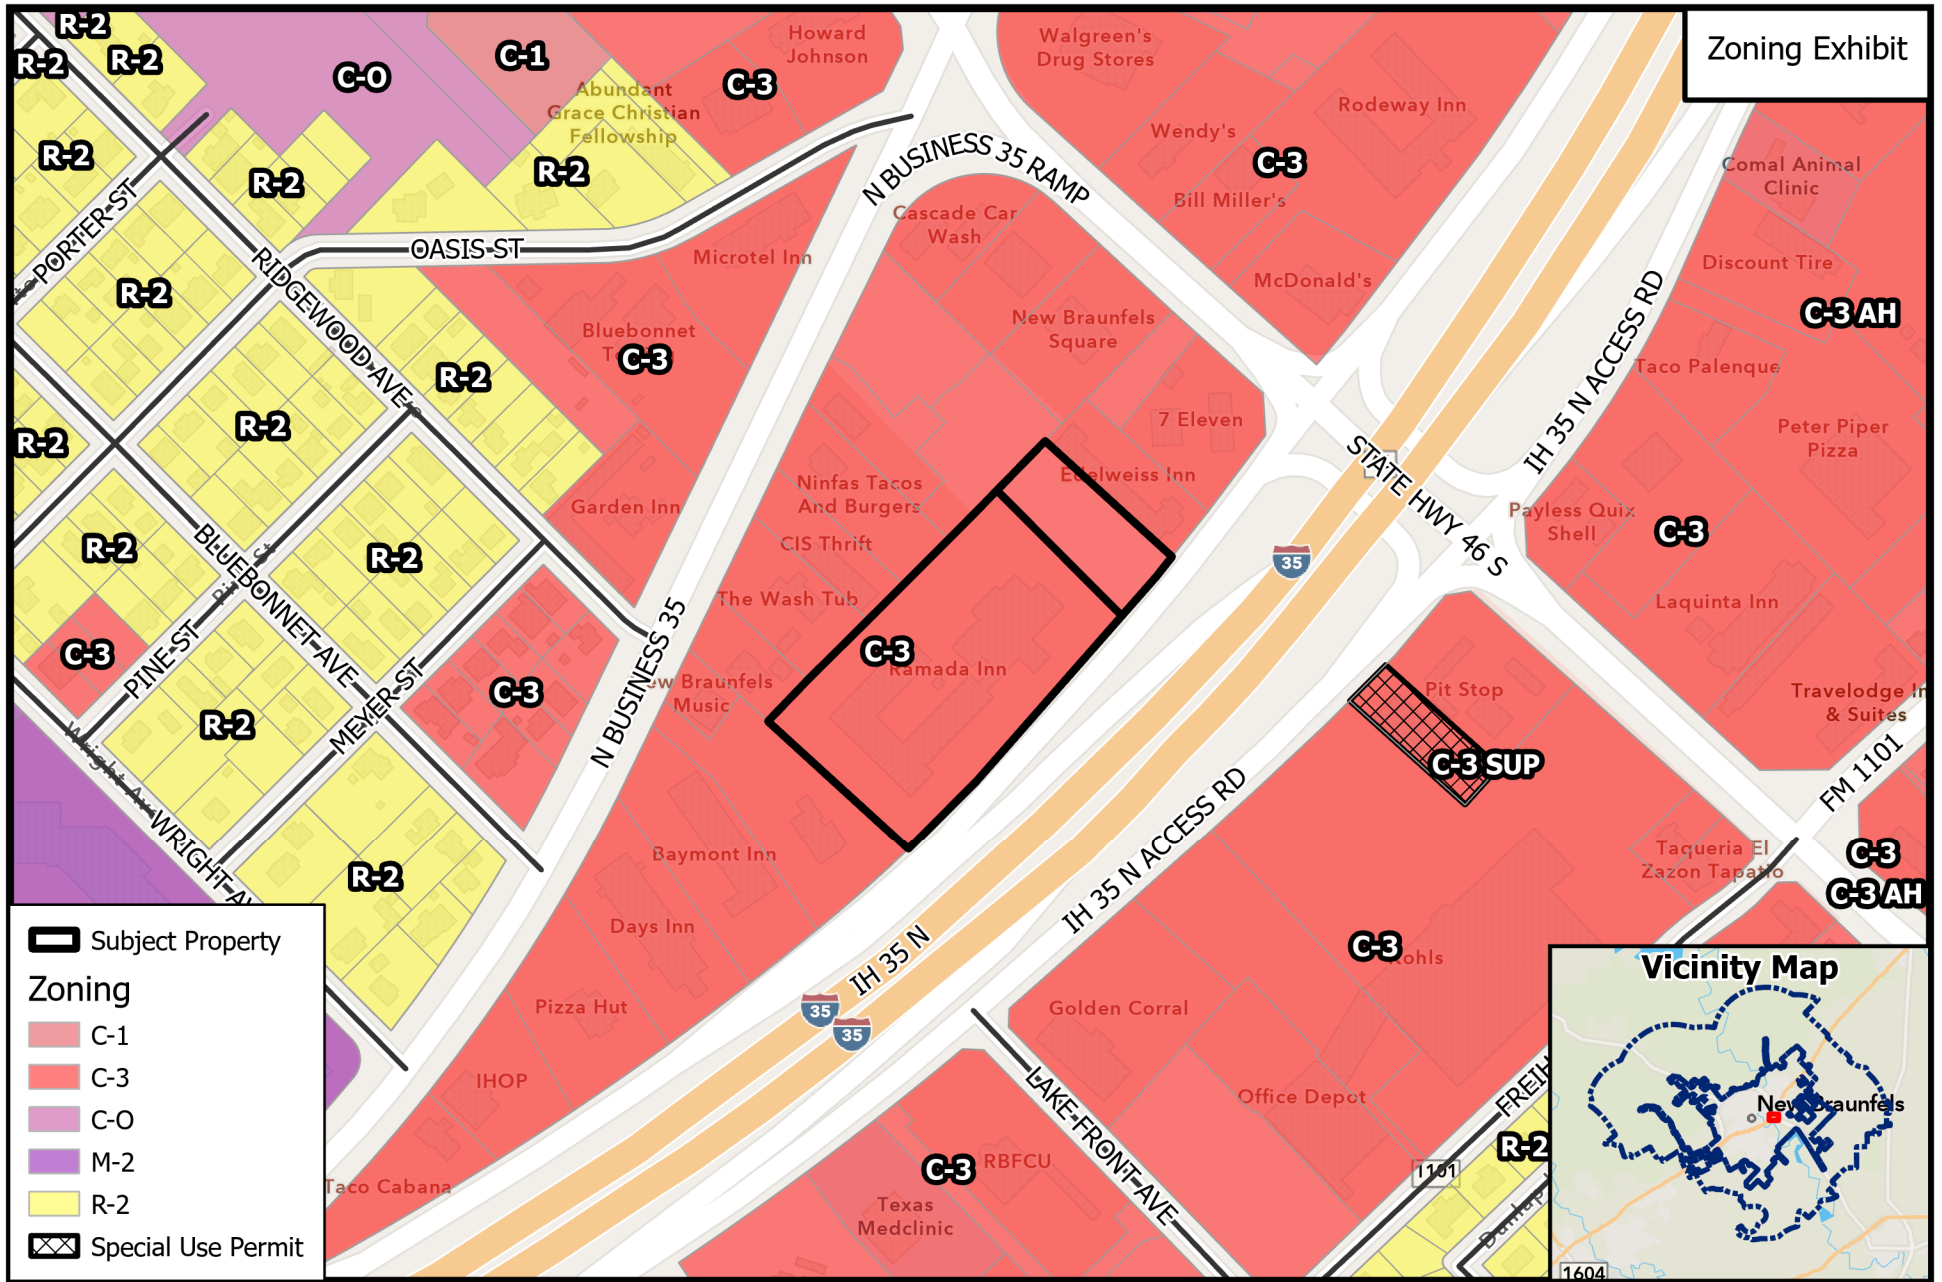 Zoning Exhibit
R-2
R-2
R-2
C-O
C-1
C-3
Howard
Johnson
Walgreen's
Drug Stores
Rodeway Inn
Abundant
Grace Christian
Fellowship
R-2
R-2
R-2
Wendy's
C-3
Bill Miller's
Comal Animal
Clinic
N BUSINESS 35 RAMP
PORTER ST
OASIS ST
RIDGEWOOD AVE
Microtel Inn
Cascade Car
Wash
McDonald's
Discount Tire
C-3 AH
IH 35 N ACCESS RD
R-2
Bluebonnet
C-3
New Braunfels
Square
Taco Palenque
R-2
R-2
R-2
7 Eleven
Peter Piper
Pizza
STATE HWY 46 S
Edelweiss Inn
Ninfas Tacos
And Burgers
Garden Inn
CIS Thrift
Payless Quix
Shell
C-3
R-2
R-2
BLUEBONNET AVE
35
The Wash Tub
Laquinta Inn
C-3
PINE ST
MEYER ST
C-3
N BUSINESS 35
C-3
Ramada Inn
Braunfels
Music
Pit Stop
C-3 SUP
Travelodge
& Suites
R-2
Wright
WRIGHT
FM 1101
IH 35 N ACCESS RD
Baymont Inn
Taqueria El
Zazon Tapatio
C-3
C-3 AH
R-2
Days Inn
IH 35 N
C-3
Kohls
Pizza Hut
35
35
Golden Corral
IHOP
Office Depot
LAKE FRONT AVE
1101
R-2
C-3
RBFCU
Taco Cabana
Texas
Medclinic
Subject Property
Zoning
C-1
C-3
C-O
M-2
R-2
Special Use Permit
Vicinity Map
New Braunfels
1604